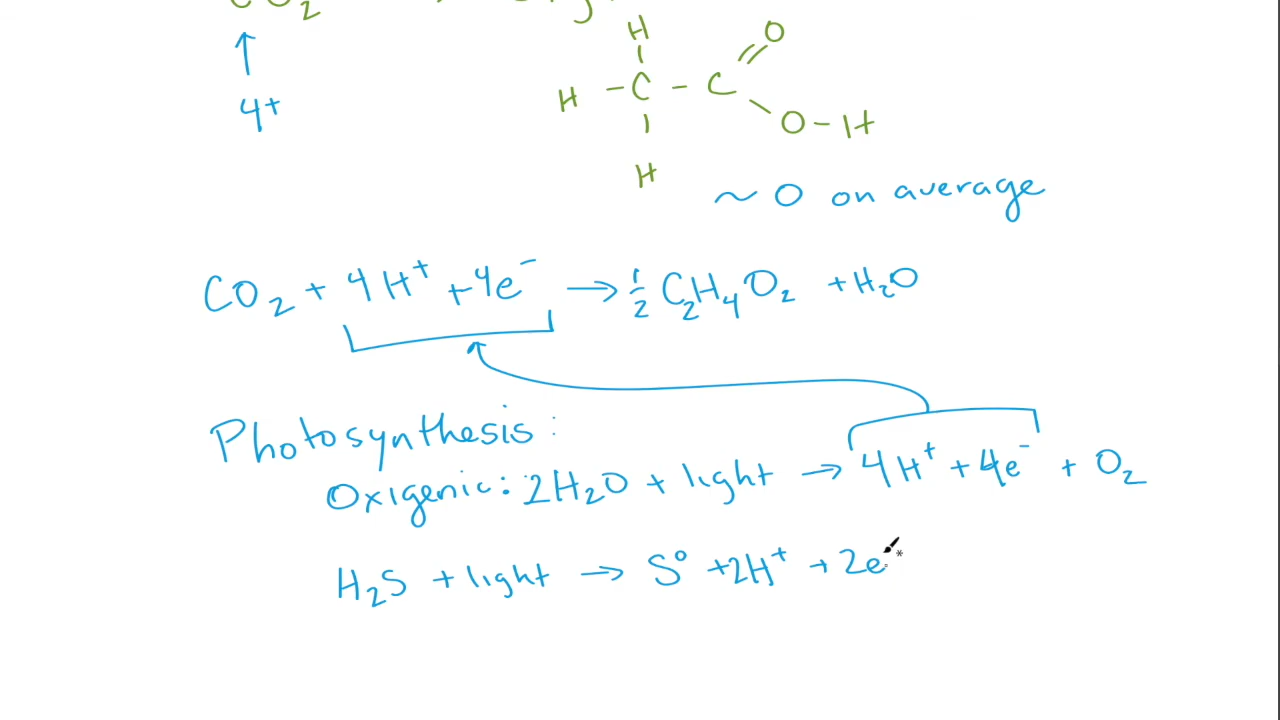 CO2
4+
H
H - C - C
O
O - H
H
~ O on average
CO2 + 4H+ + 4e- → 1/2 C2H4O2 + H2O
Photosynthesis:
Oxigenic: 2H2O + light → 4H+ + 4e- + O2
H2S + light → S° + 2H+ + 2e